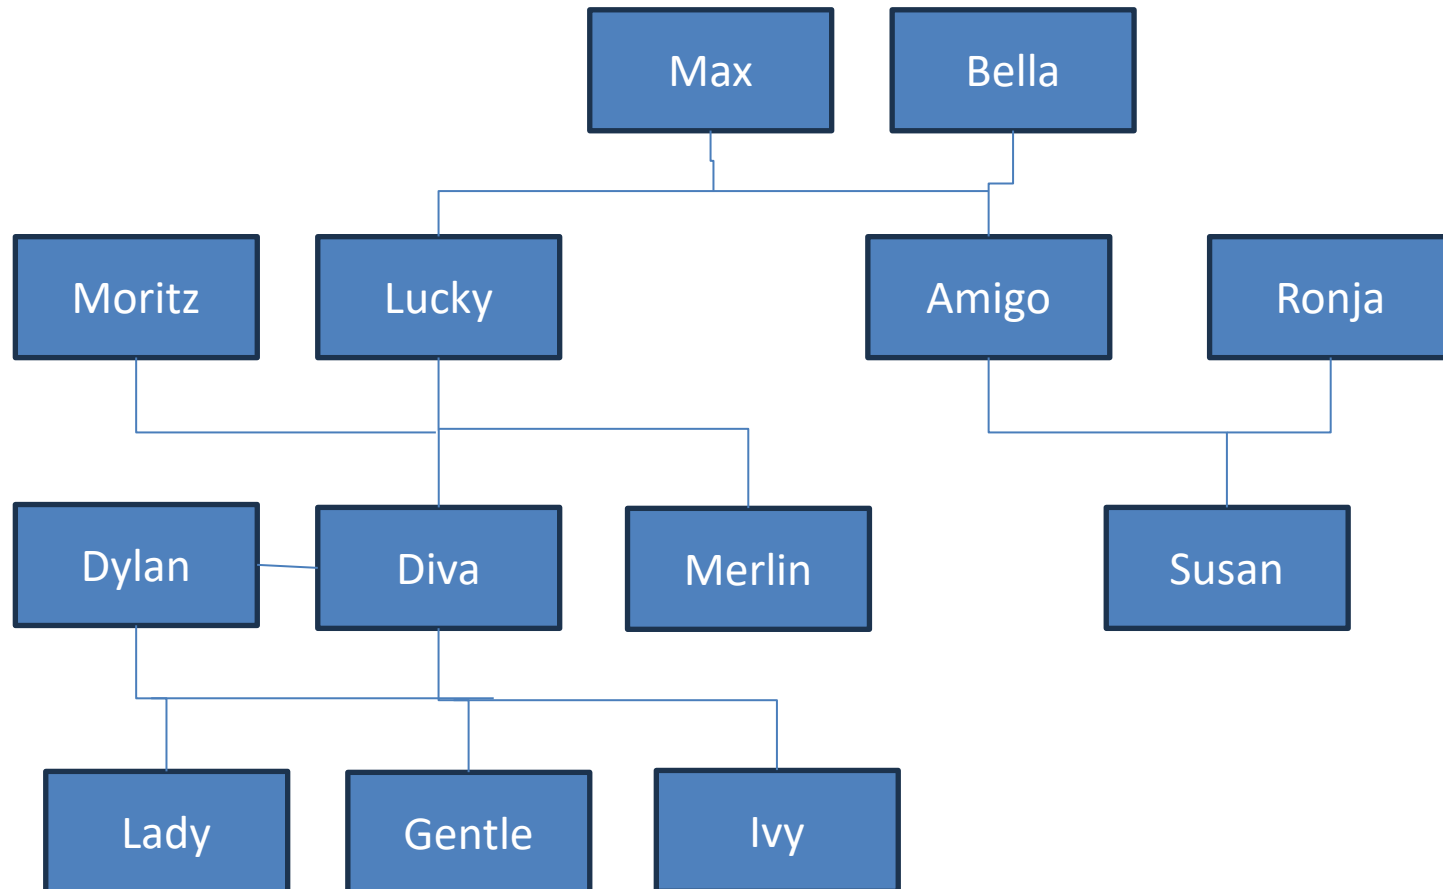 Max
Bella
Moritz
Lucky
Amigo
Ronja
Dylan
Diva
Merlin
Susan
Lady
Gentle
Ivy